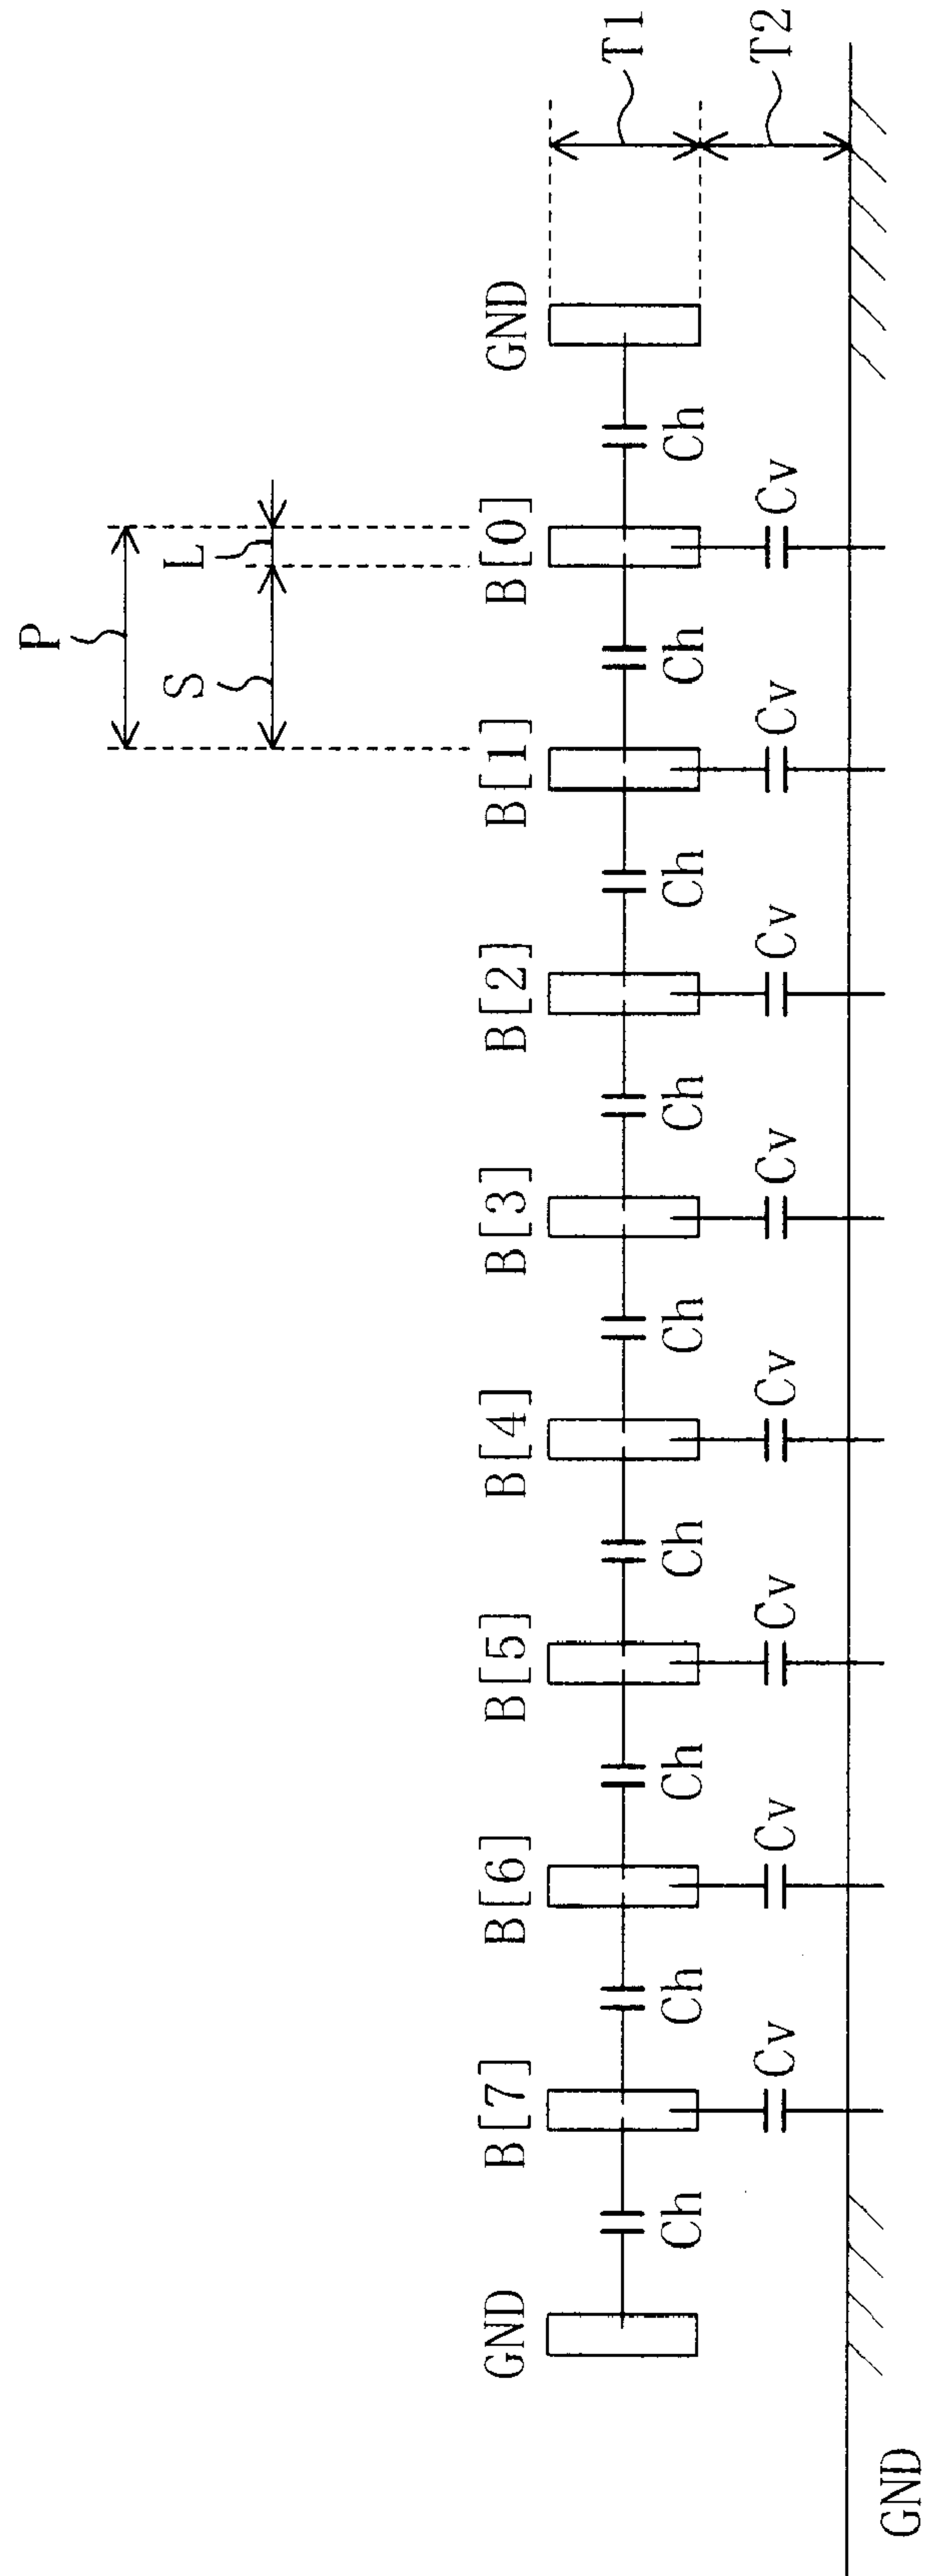 P
S
L
GND
B[7]
B[6]
B[5]
B[4]
B[3]
B[2]
B[1]
B[0]
GND
T1
Ch
Ch
Ch
Ch
Ch
Ch
Ch
Ch
Ch
T2
Cv
Cv
Cv
Cv
Cv
Cv
Cv
Cv
GND